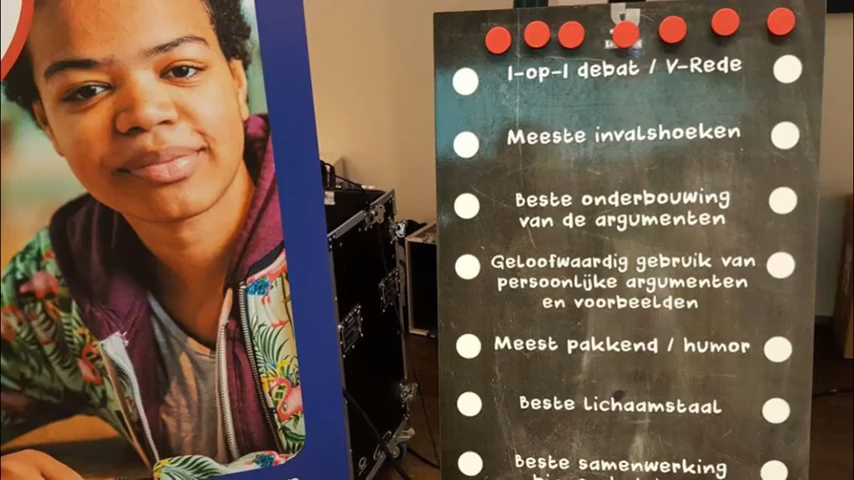 1-op-1 debat / V-Rede
Meeste invalshoeken
Beste onderbouwing
van de argumenten
Geloofwaardig gebruik van
persoonlijke argumenten
en voorbeelden
Meest pakkend / humor
Beste lichaamstaal
Beste samenwerking